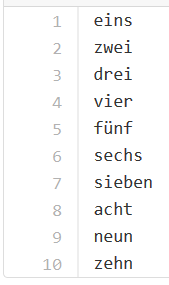 1 eins
2 zwei
3 drei
4 vier
5 fünf
6 sechs
7 sieben
8 acht
9 neun
10 zehn